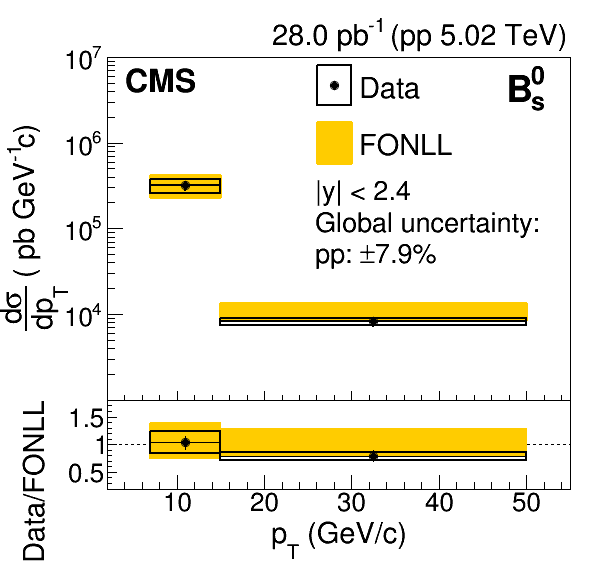 28.0 pb⁻¹ (pp 5.02 TeV)
CMS
B⁰ₛ
Data
FONLL
|y| < 2.4
Global uncertainty:
pp: ±7.9%
dσ/dp_T ( pb GeV⁻¹c)
10⁷
10⁶
10⁵
10⁴
Data/FONLL
1.5
1
0.5
10 20 30 40 50
p_T (GeV/c)